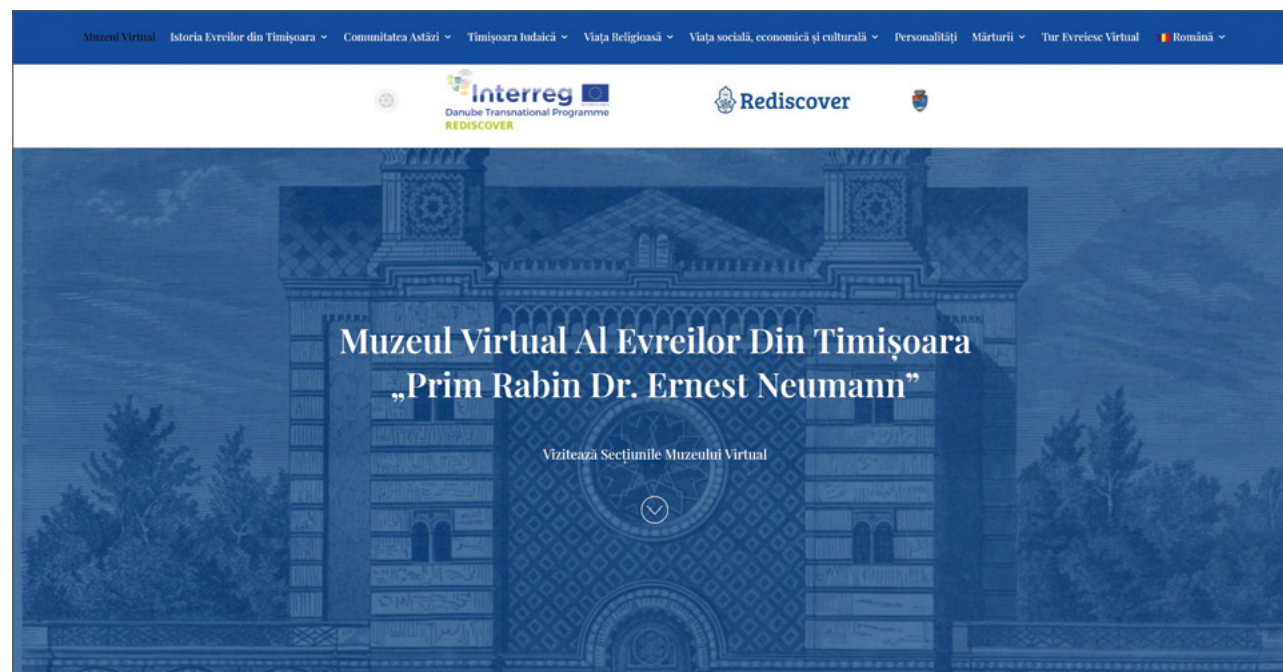 Muzeul Virtual Istoria Evreilor din Timișoara Comunitatea Astăzi Timișoara Iudaică Viața Religioasă Viața socială, economică și culturală Personalități Mărturii Tur Evreiesc Virtual Română
Interreg
Danube Transnational Programme
REDISCOVER
Rediscover
Muzeul Virtual Al Evreilor Din Timișoara
„Prim Rabin Dr. Ernest Neumann”
Vizitează Secțiunile Muzeului Virtual